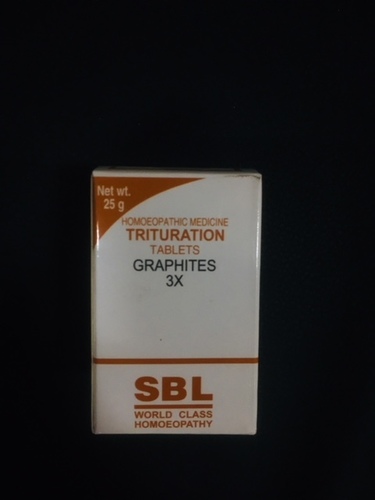 Net wt.
25 g
HOMOEOPATHIC MEDICINE
TRITURATION
TABLETS
GRAPHITES
3X
SBL
WORLD CLASS
HOMOEOPATHY